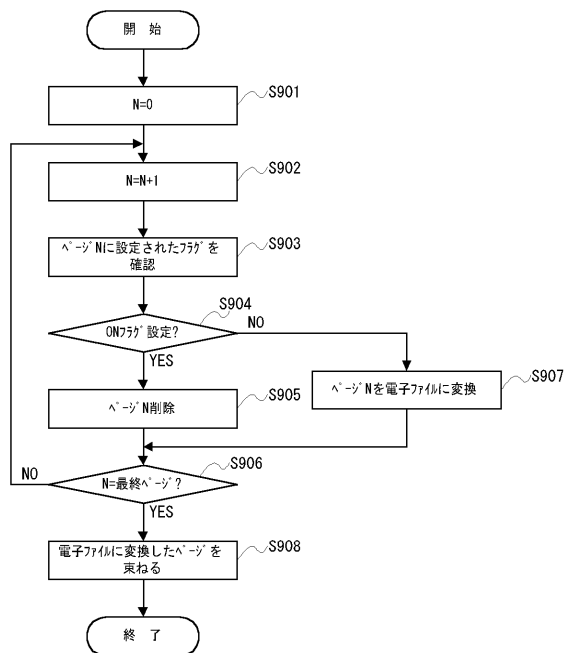 開 始
N=0
S901
N=N+1
S902
ﾍﾟｰｼﾞNに設定されたﾌﾗｸﾞを
確認
S903
S904
ONﾌﾗｸﾞ設定?
NO
YES
ﾍﾟｰｼﾞN削除
S905
ﾍﾟｰｼﾞNを電子ﾌｧｲﾙに変換
S907
S906
NO
N=最終ﾍﾟｰｼﾞ?
YES
電子ﾌｧｲﾙに変換したﾍﾟｰｼﾞを
束ねる
S908
終 了